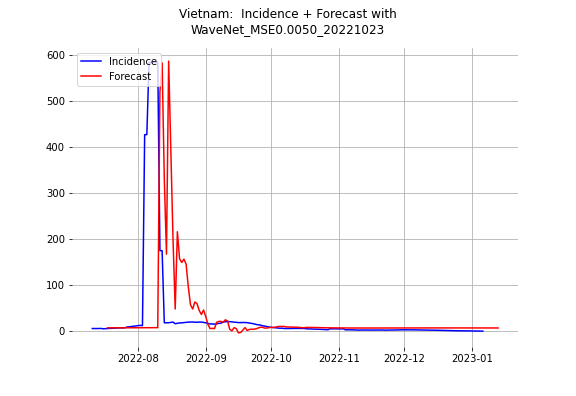 Vietnam:  Incidence + Forecast with
WaveNet_MSE0.0050_20221023
Incidence
Forecast
600
500
400
300
200
100
0
2022-08 2022-09 2022-10 2022-11 2022-12 2023-01